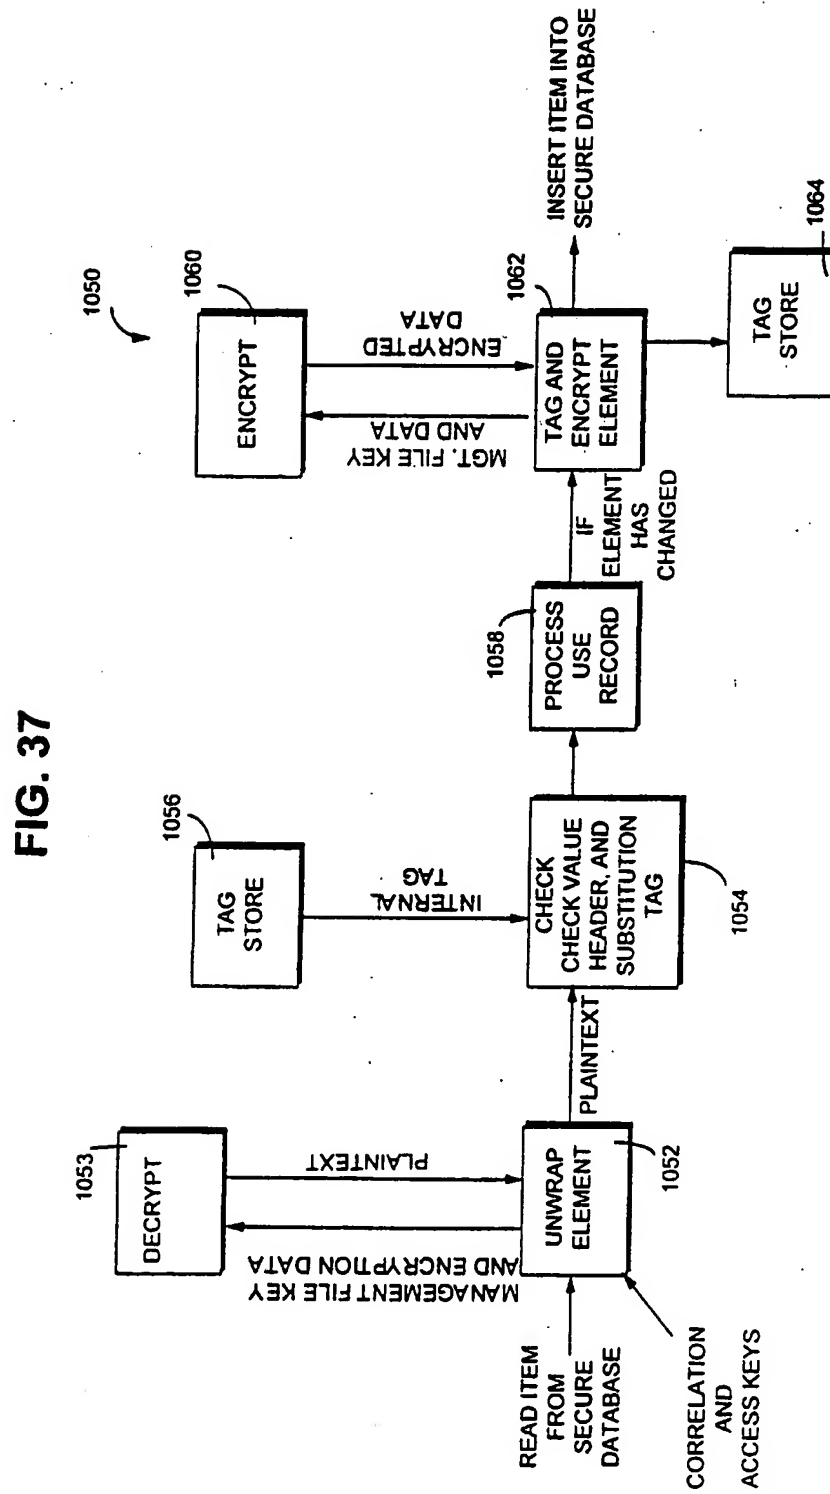 FIG. 37
1050
READ ITEM
FROM
SECURE
DATABASE
CORRELATION
AND
ACCESS KEYS
UNWRAP
ELEMENT
1052
MANAGEMENT FILE KEY
AND ENCRYPTION DATA
PLAINTEXT
DECRYPT
1053
PLAINTEXT
CHECK
CHECK VALUE
HEADER, AND
SUBSTITUTION
TAG
1054
INTERNAL
TAG
TAG
STORE
1056
PROCESS
USE
RECORD
1058
IF
ELEMENT
HAS
CHANGED
TAG AND
ENCRYPT
ELEMENT
1062
MGT. FILE KEY
AND DATA
ENCRYPTED
DATA
ENCRYPT
1060
INSERT ITEM INTO
SECURE DATABASE
TAG
STORE
1064